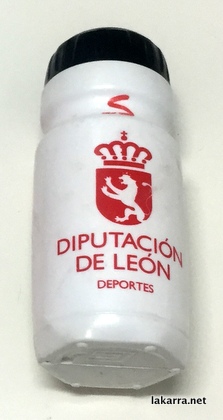 S
DIPUTACIÓN
DE LEÓN
DEPORTES
lakarra.net